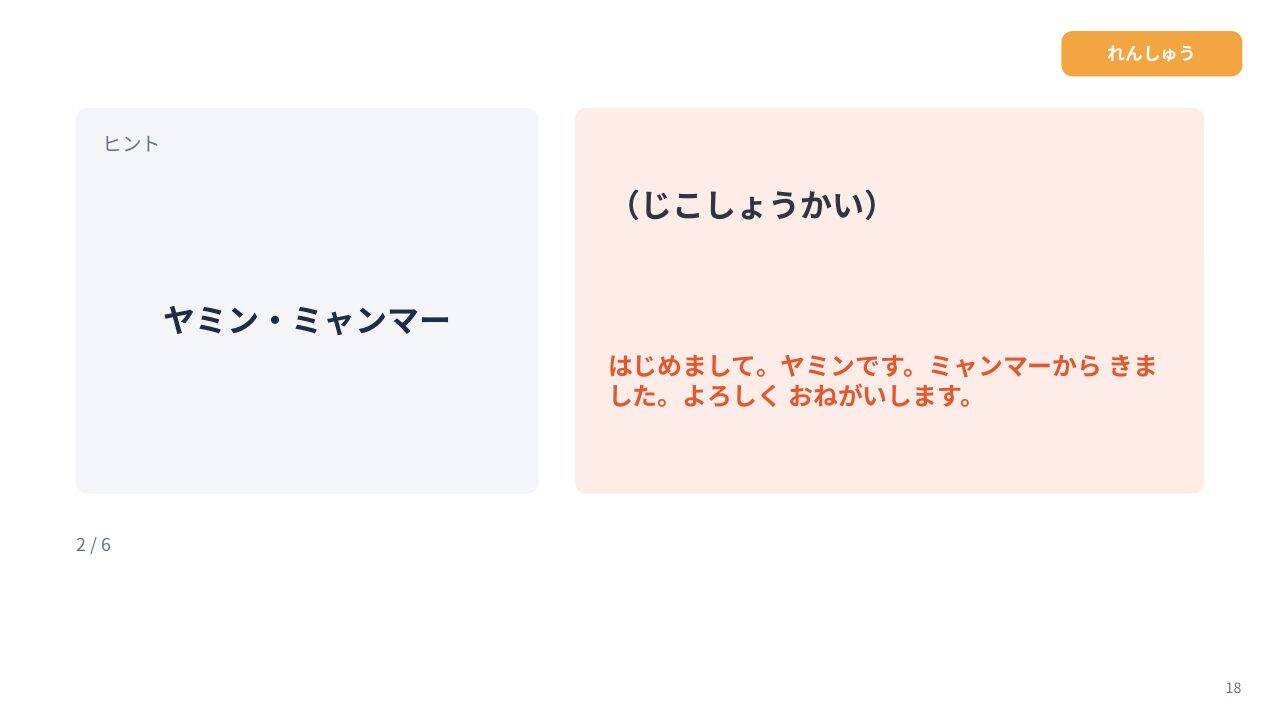 れんしゅう
ヒント
ヤミン・ミャンマー
（じこしょうかい）
はじめまして。ヤミンです。ミャンマーから きま
した。よろしく おねがいします。
2 / 6
18